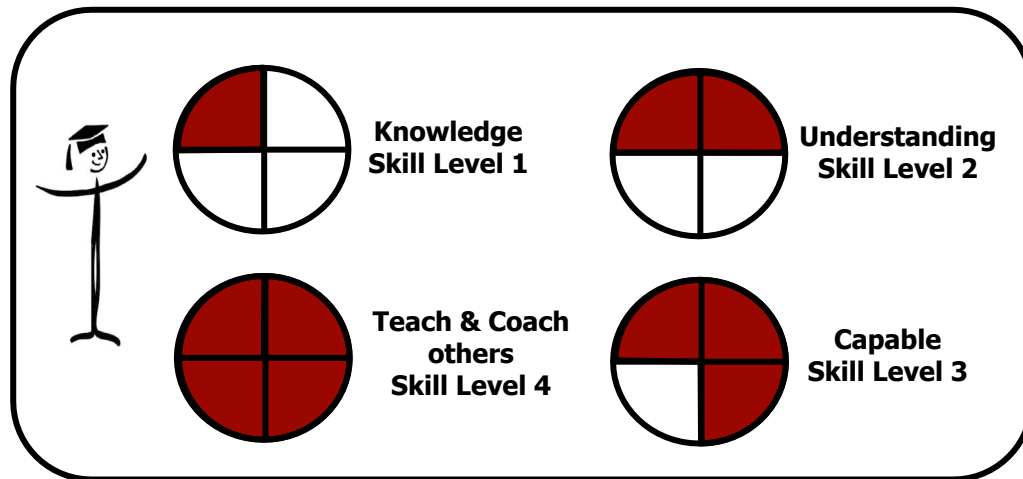 Knowledge
Skill Level 1
Understanding
Skill Level 2
Teach & Coach
others
Skill Level 4
Capable
Skill Level 3